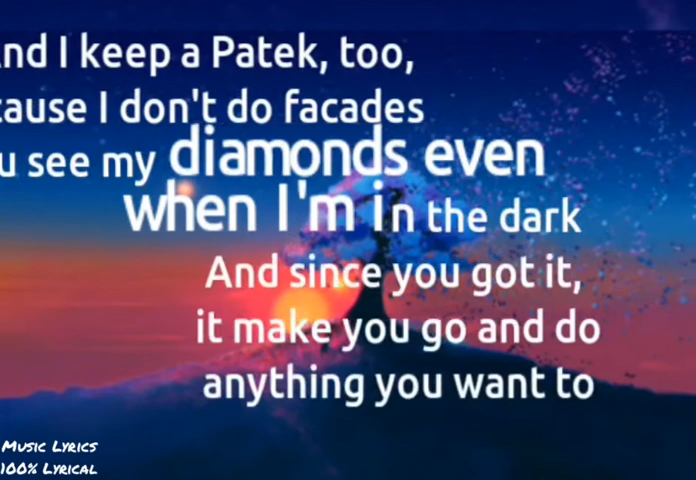 nd I keep a Patek, too,
cause I don't do facades
u see my diamonds even
when I'm in the dark
And since you got it,
it make you go and do
anything you want to
Music Lyrics
100% Lyrical